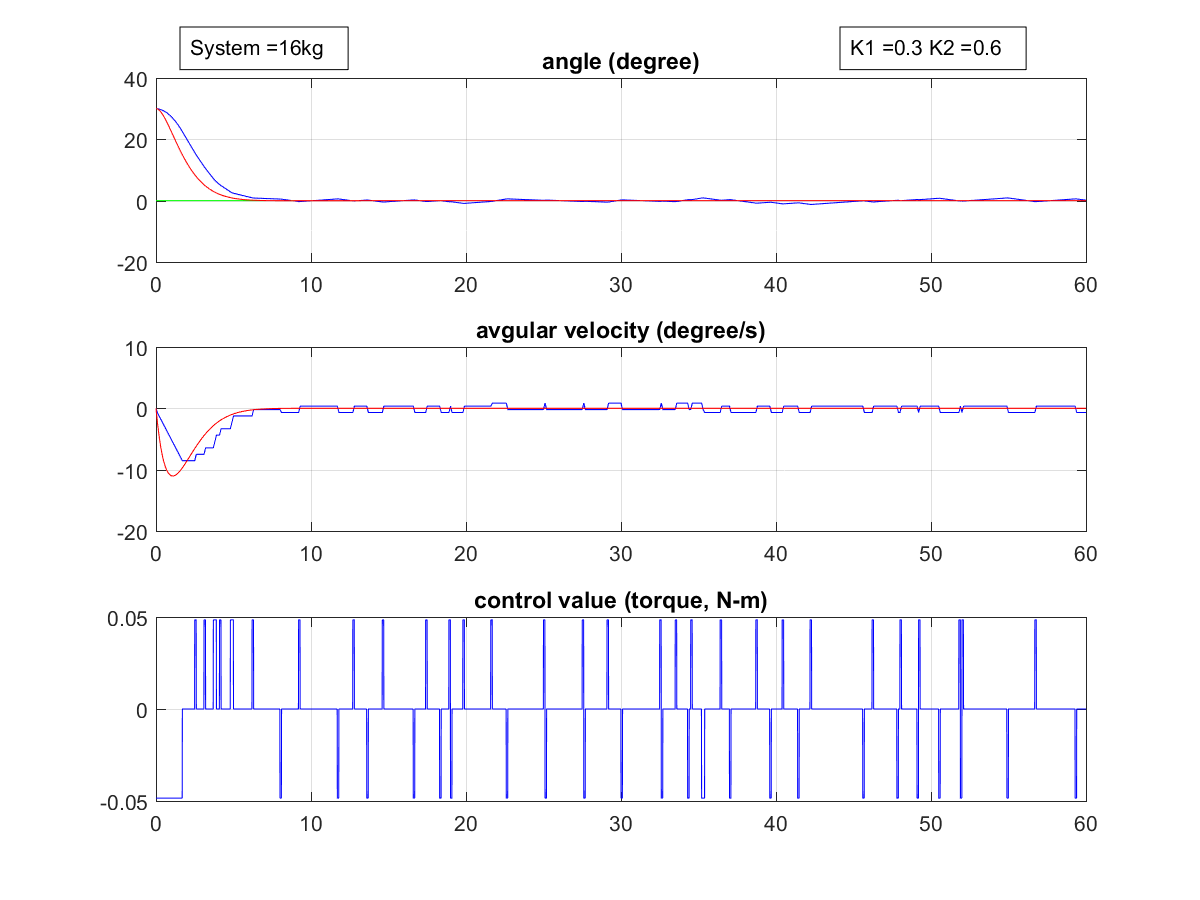 System =16kg
K1 =0.3 K2 =0.6
angle (degree)
40
20
0
-20
0 10 20 30 40 50 60
avgular velocity (degree/s)
10
0
-10
-20
0 10 20 30 40 50 60
control value (torque, N-m)
0.05
0
-0.05
0 10 20 30 40 50 60